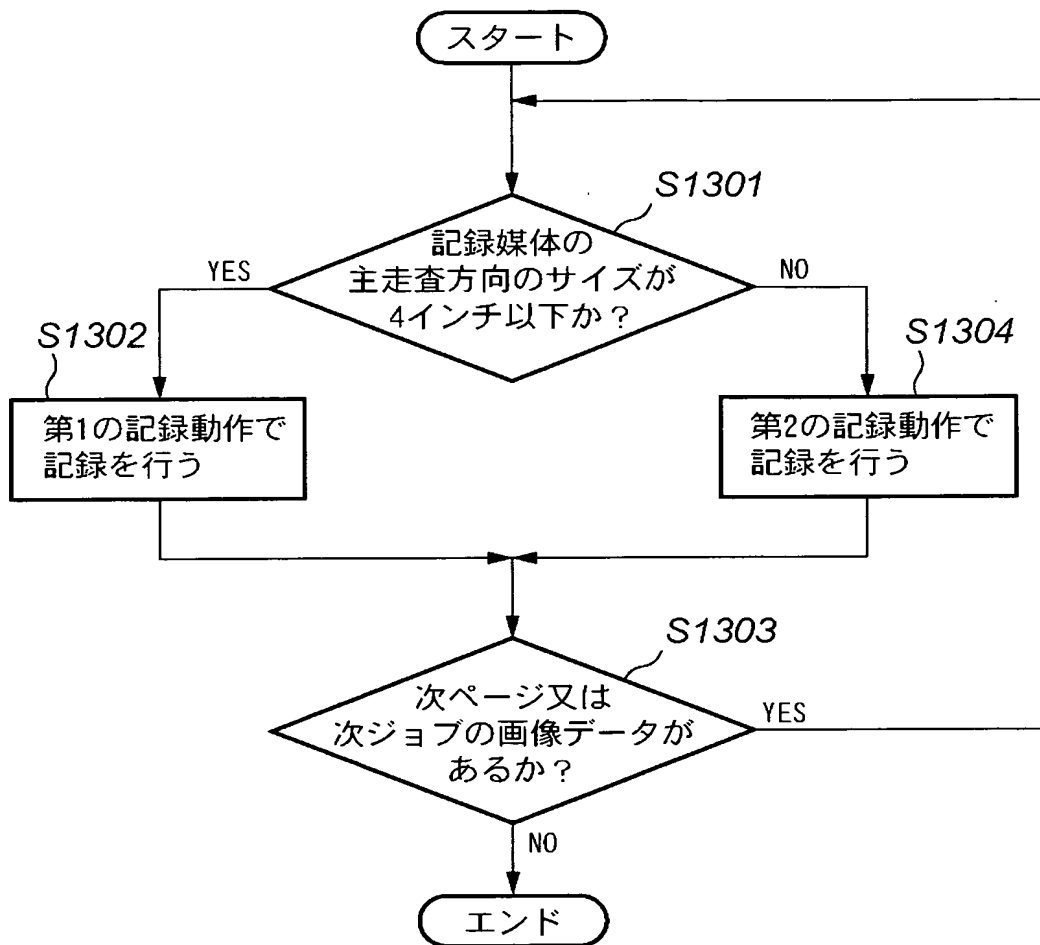 スタート
S1301
記録媒体の
主走査方向のサイズが
4インチ以下か？
YES
NO
S1302
S1304
第1の記録動作で
記録を行う
第2の記録動作で
記録を行う
S1303
次ページ又は
次ジョブの画像データが
あるか？
YES
NO
エンド